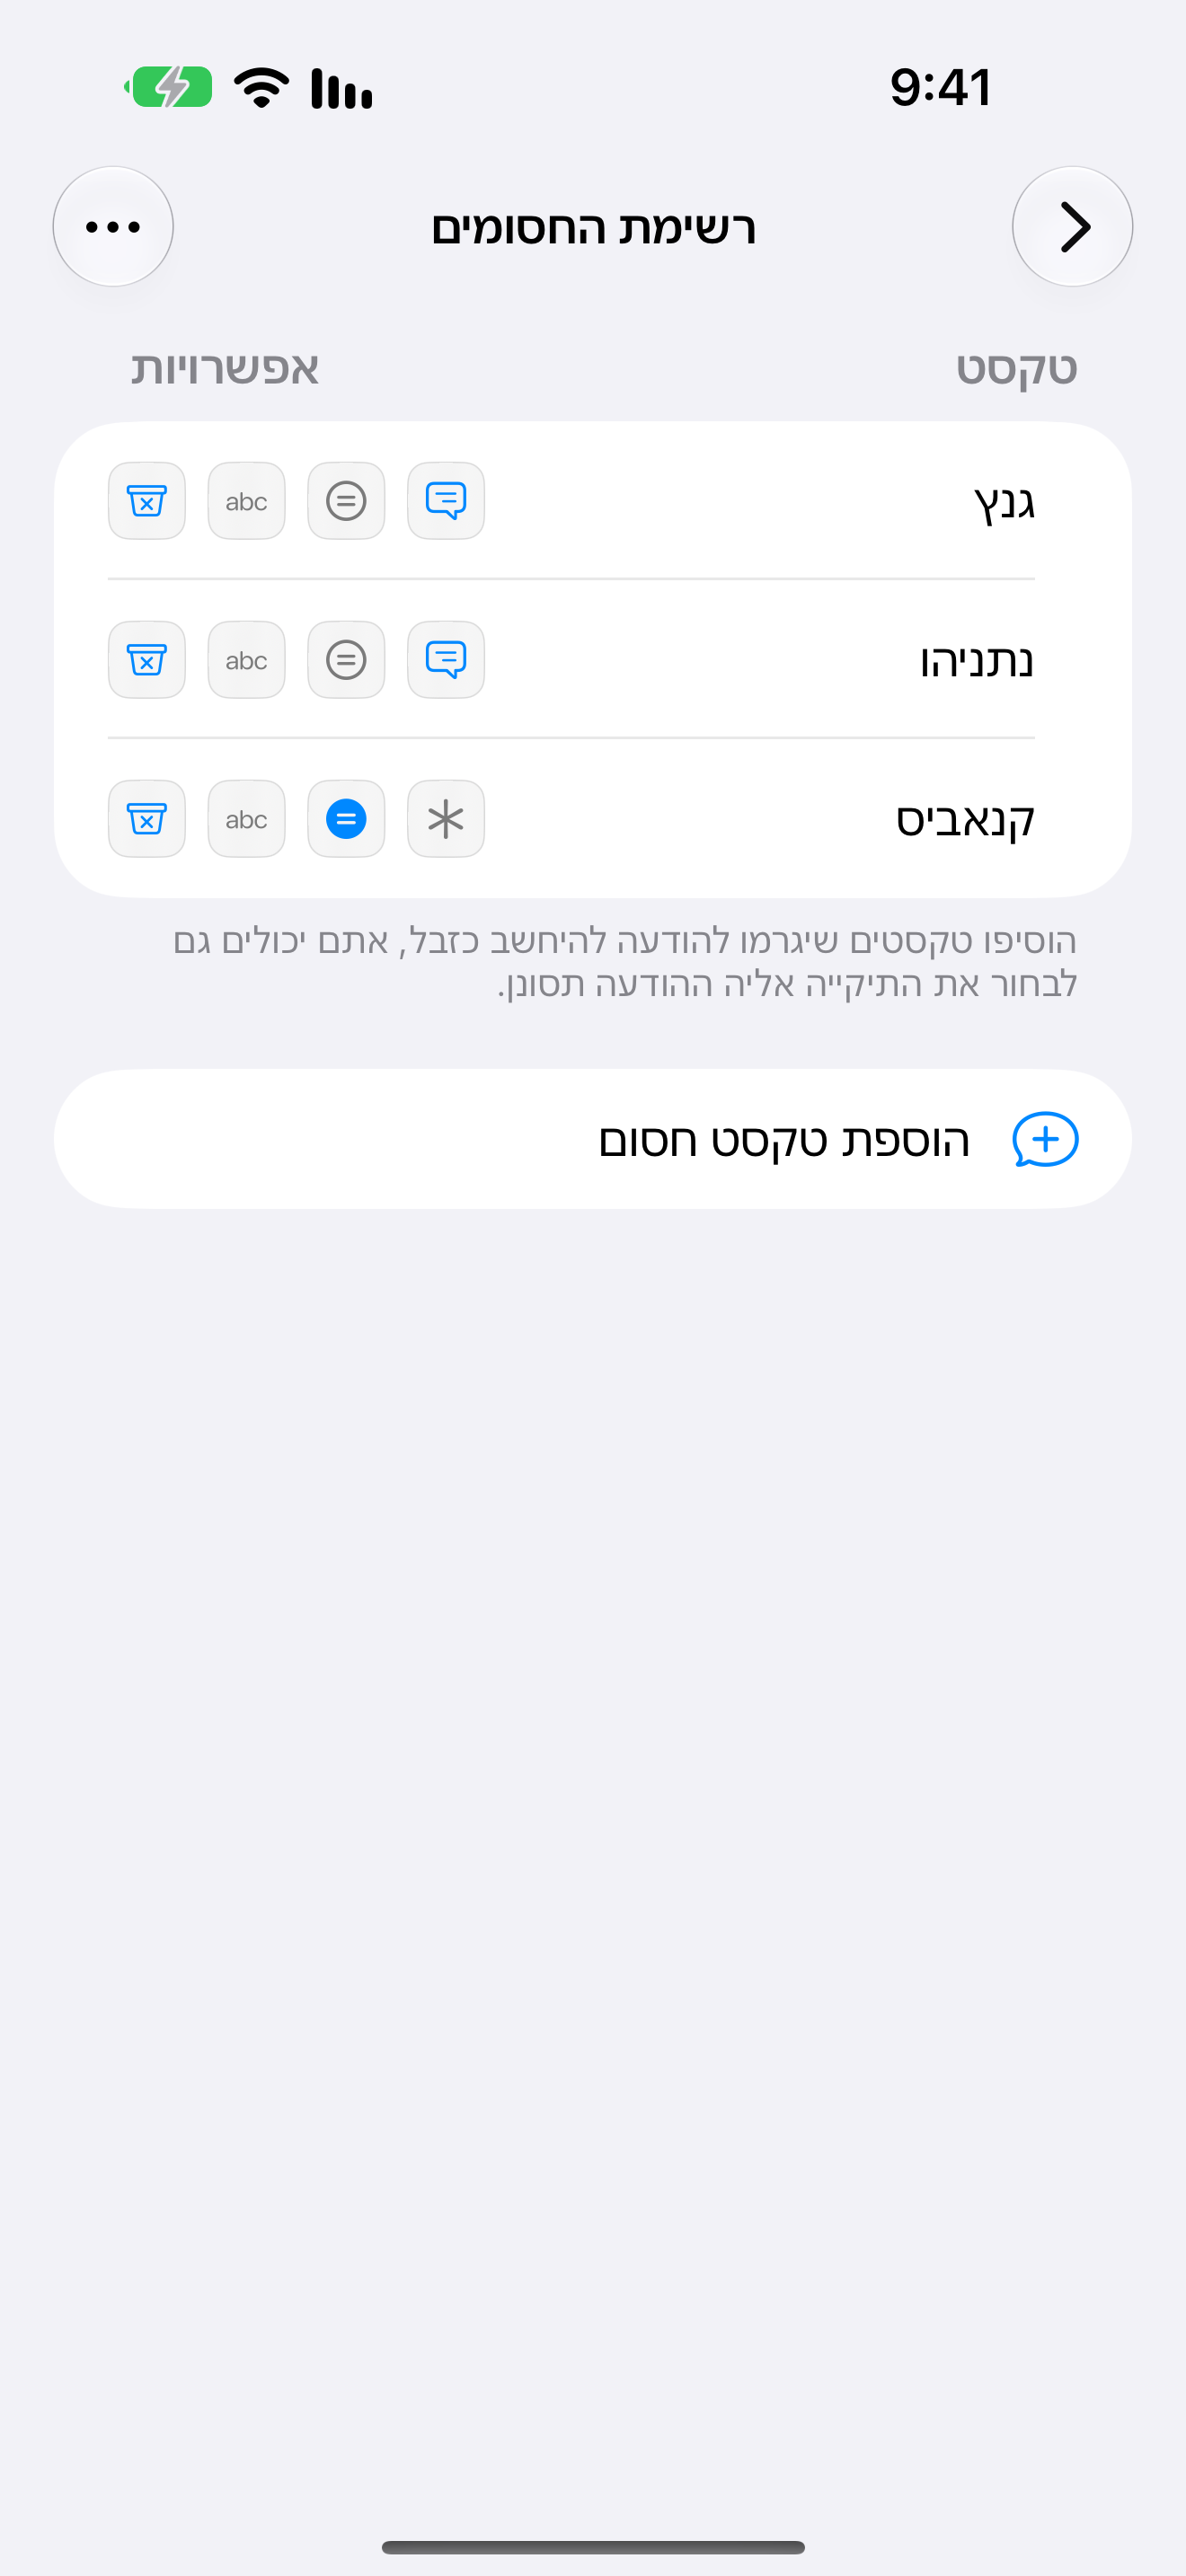 9:41
רשימת החסומים
טקסט אפשרויות
גנץ abc
נתניהו abc
קנאביס abc
הוסיפו טקסטים שיגרמו להודעה להיחשב כזבל, אתם יכולים גם
לבחור את התיקייה אליה ההודעה תסונן.
הוספת טקסט חסום